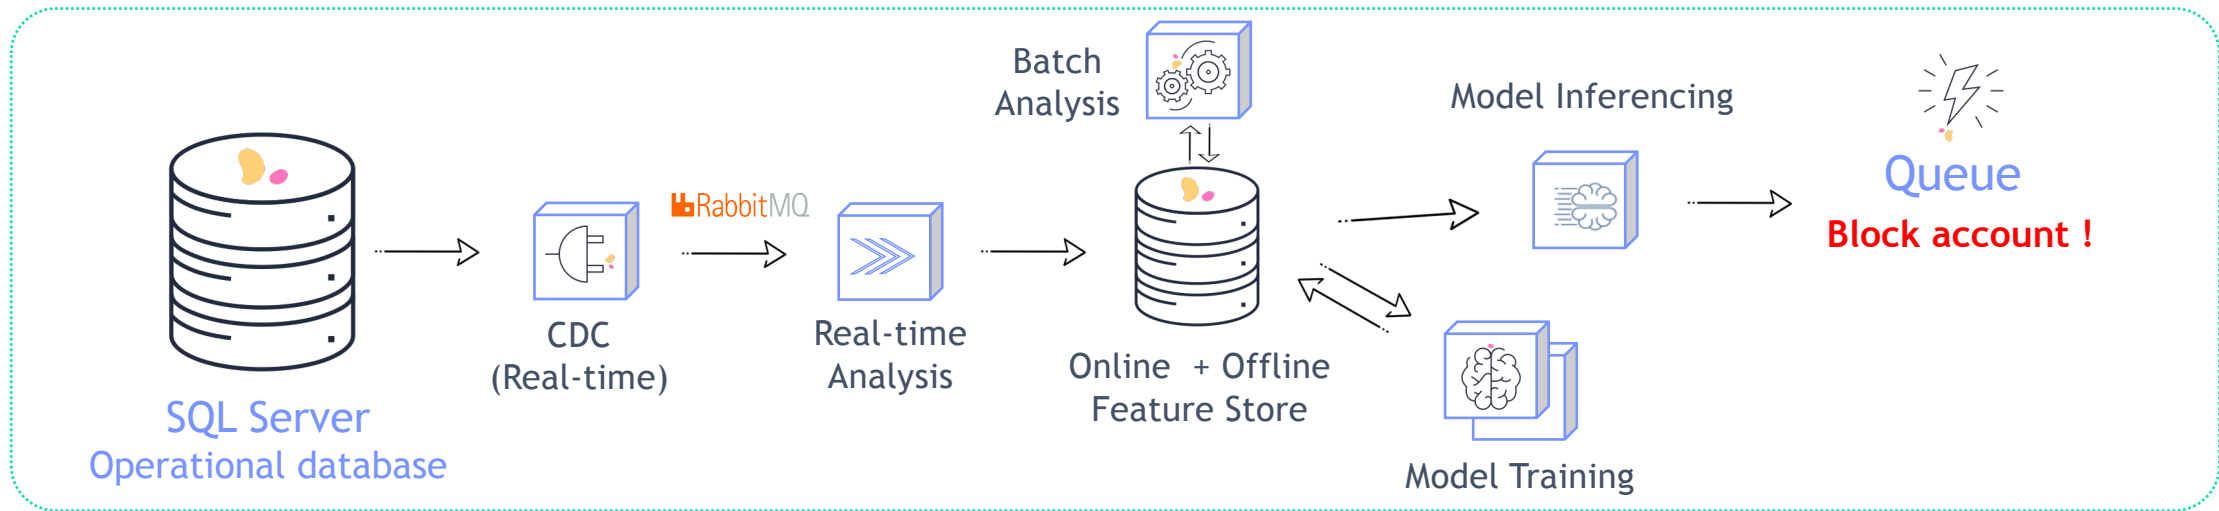 SQL Server
Operational database
CDC
(Real-time)
RabbitMQ
Real-time
Analysis
Batch
Analysis
Online + Offline
Feature Store
Model Inferencing
Model Training
Queue
Block account !